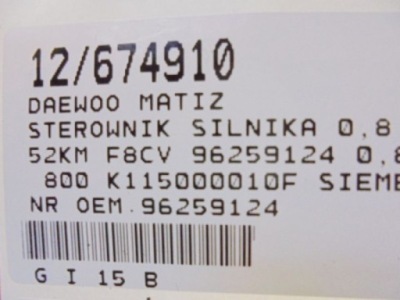 12/674910
DAEWOO MATIZ
STEROWNIK SILNIKA 0,8
52KM F8CV 96259124 0,8
800 K115000010F SIEME
NR OEM.96259124
G I 15 B